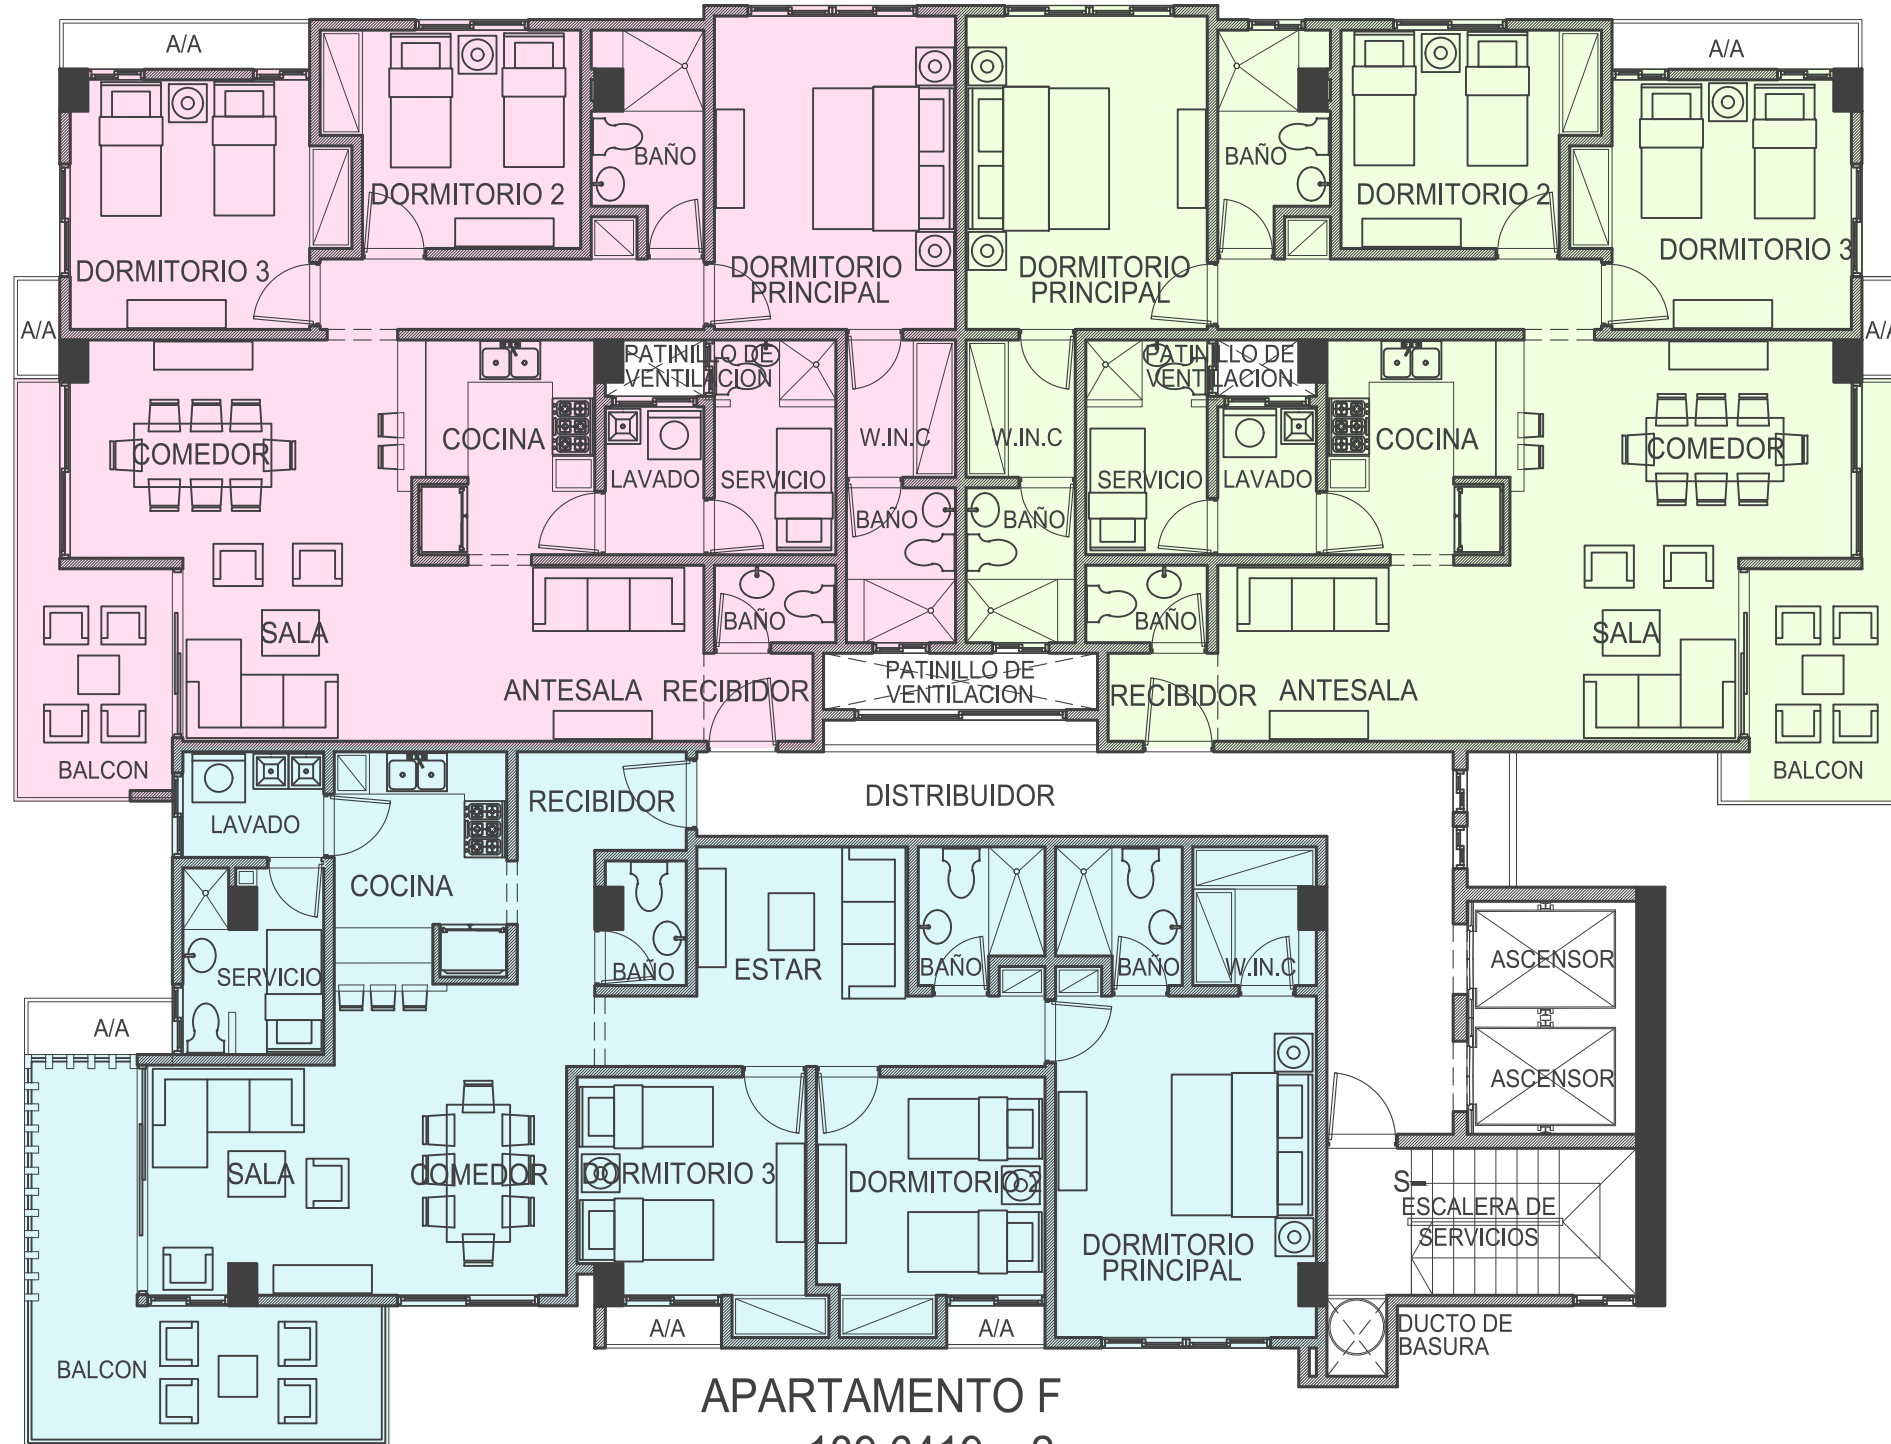 A/A
A/A
BAÑO
BAÑO
DORMITORIO 2
DORMITORIO 2
DORMITORIO 3
DORMITORIO
PRINCIPAL
DORMITORIO
PRINCIPAL
DORMITORIO 3
A/A
A/A
PATINILLO DE
VENTILACION
PATINILLO DE
VENTILACION
COMEDOR
COCINA
W.IN.C
W.IN.C
COCINA
COMEDOR
LAVADO
SERVICIO
SERVICIO
LAVADO
BAÑO
BAÑO
SALA
BAÑO
BAÑO
SALA
ANTESALA
RECIBIDOR
PATINILLO DE
VENTILACION
RECIBIDOR
ANTESALA
BALCON
BALCON
RECIBIDOR
DISTRIBUIDOR
LAVADO
COCINA
SERVICIO
BAÑO
ESTAR
BAÑO
BAÑO
W.IN.C
ASCENSOR
A/A
ASCENSOR
SALA
COMEDOR
DORMITORIO 3
DORMITORIO 2
S
ESCALERA DE
SERVICIOS
DORMITORIO
PRINCIPAL
A/A
A/A
DUCTO DE
BASURA
BALCON
APARTAMENTO F